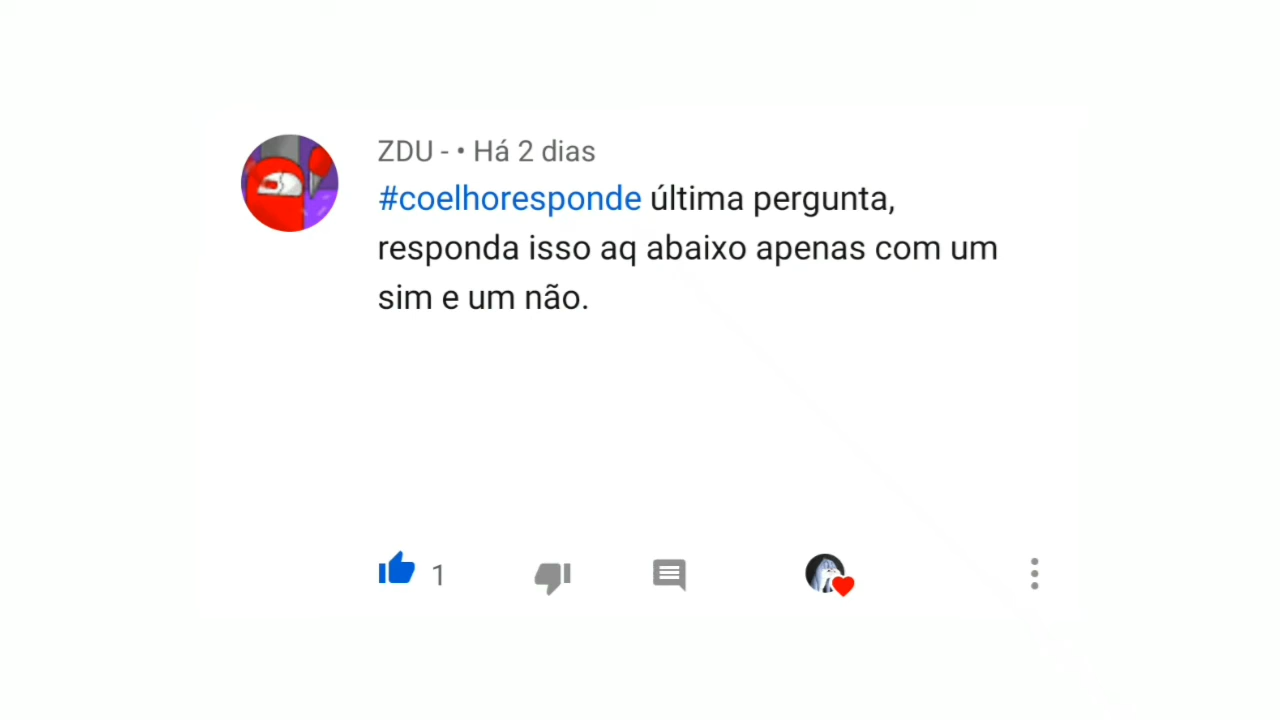 ZDU - • Há 2 dias
#coelhoresponde última pergunta,
responda isso aq abaixo apenas com um
sim e um não.
1